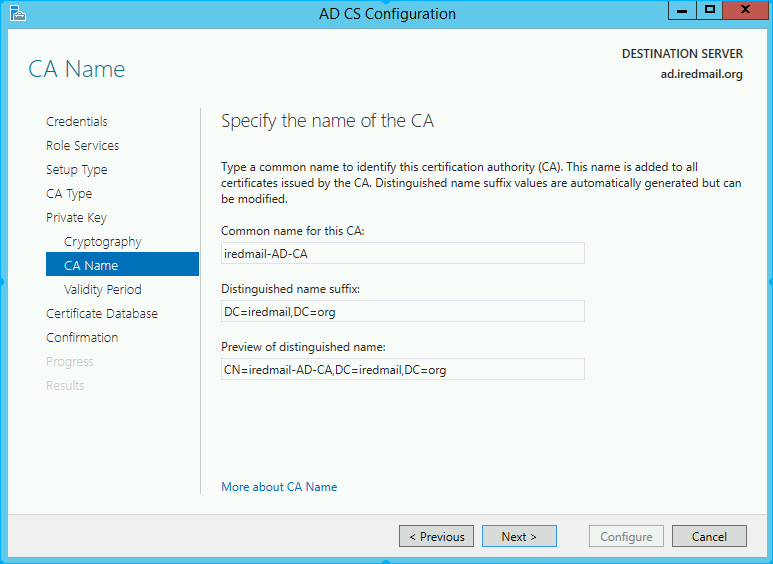 AD CS Configuration
CA Name
DESTINATION SERVER
ad.iredmail.org
Credentials
Role Services
Setup Type
CA Type
Private Key
Cryptography
CA Name
Validity Period
Certificate Database
Confirmation
Progress
Results
Specify the name of the CA
Type a common name to identify this certification authority (CA). This name is added to all
certificates issued by the CA. Distinguished name suffix values are automatically generated but can
be modified.
Common name for this CA:
iredmail-AD-CA
Distinguished name suffix:
DC=iredmail,DC=org
Preview of distinguished name:
CN=iredmail-AD-CA,DC=iredmail,DC=org
More about CA Name
< Previous
Next >
Configure
Cancel